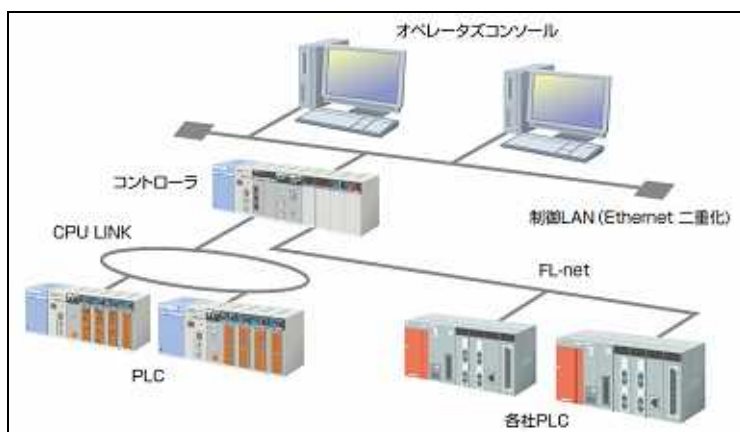 オペレータズコンソール
コントローラ
制御LAN(Ethernet 二重化)
CPU LINK
FL-net
PLC
各社PLC